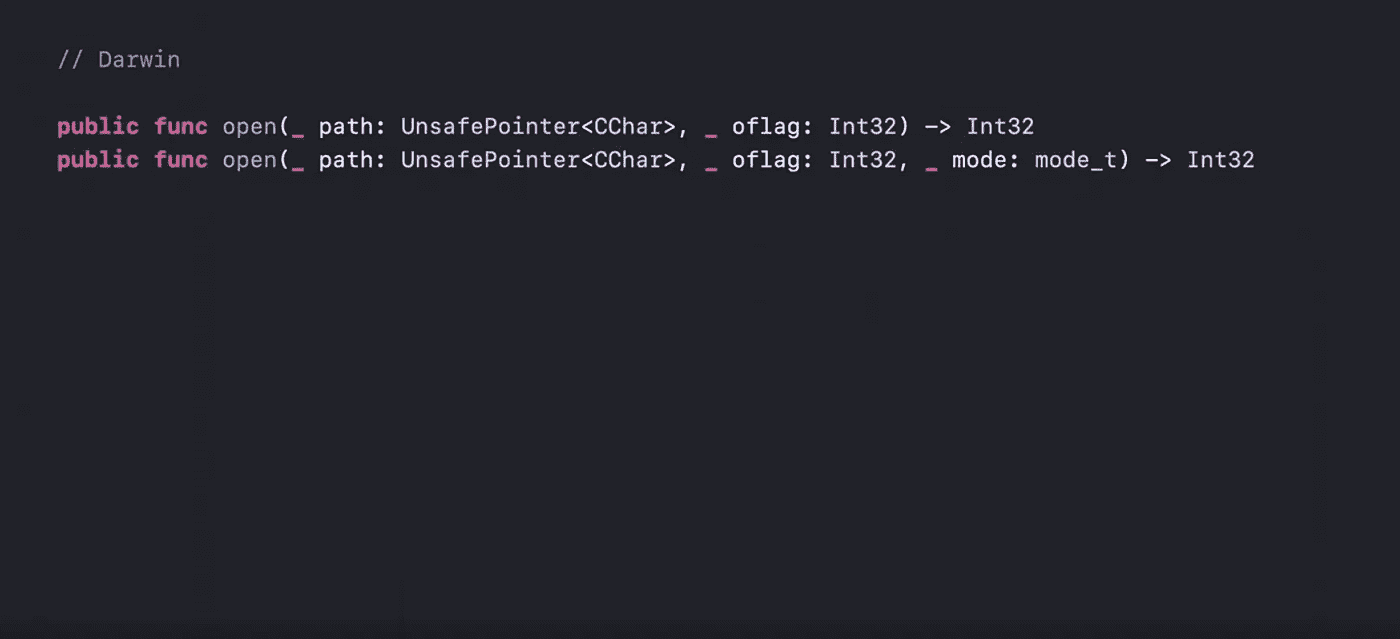 // Darwin
public func open(_ path: UnsafePointer<CChar>, _ oflag: Int32) -> Int32
public func open(_ path: UnsafePointer<CChar>, _ oflag: Int32, _ mode: mode_t) -> Int32